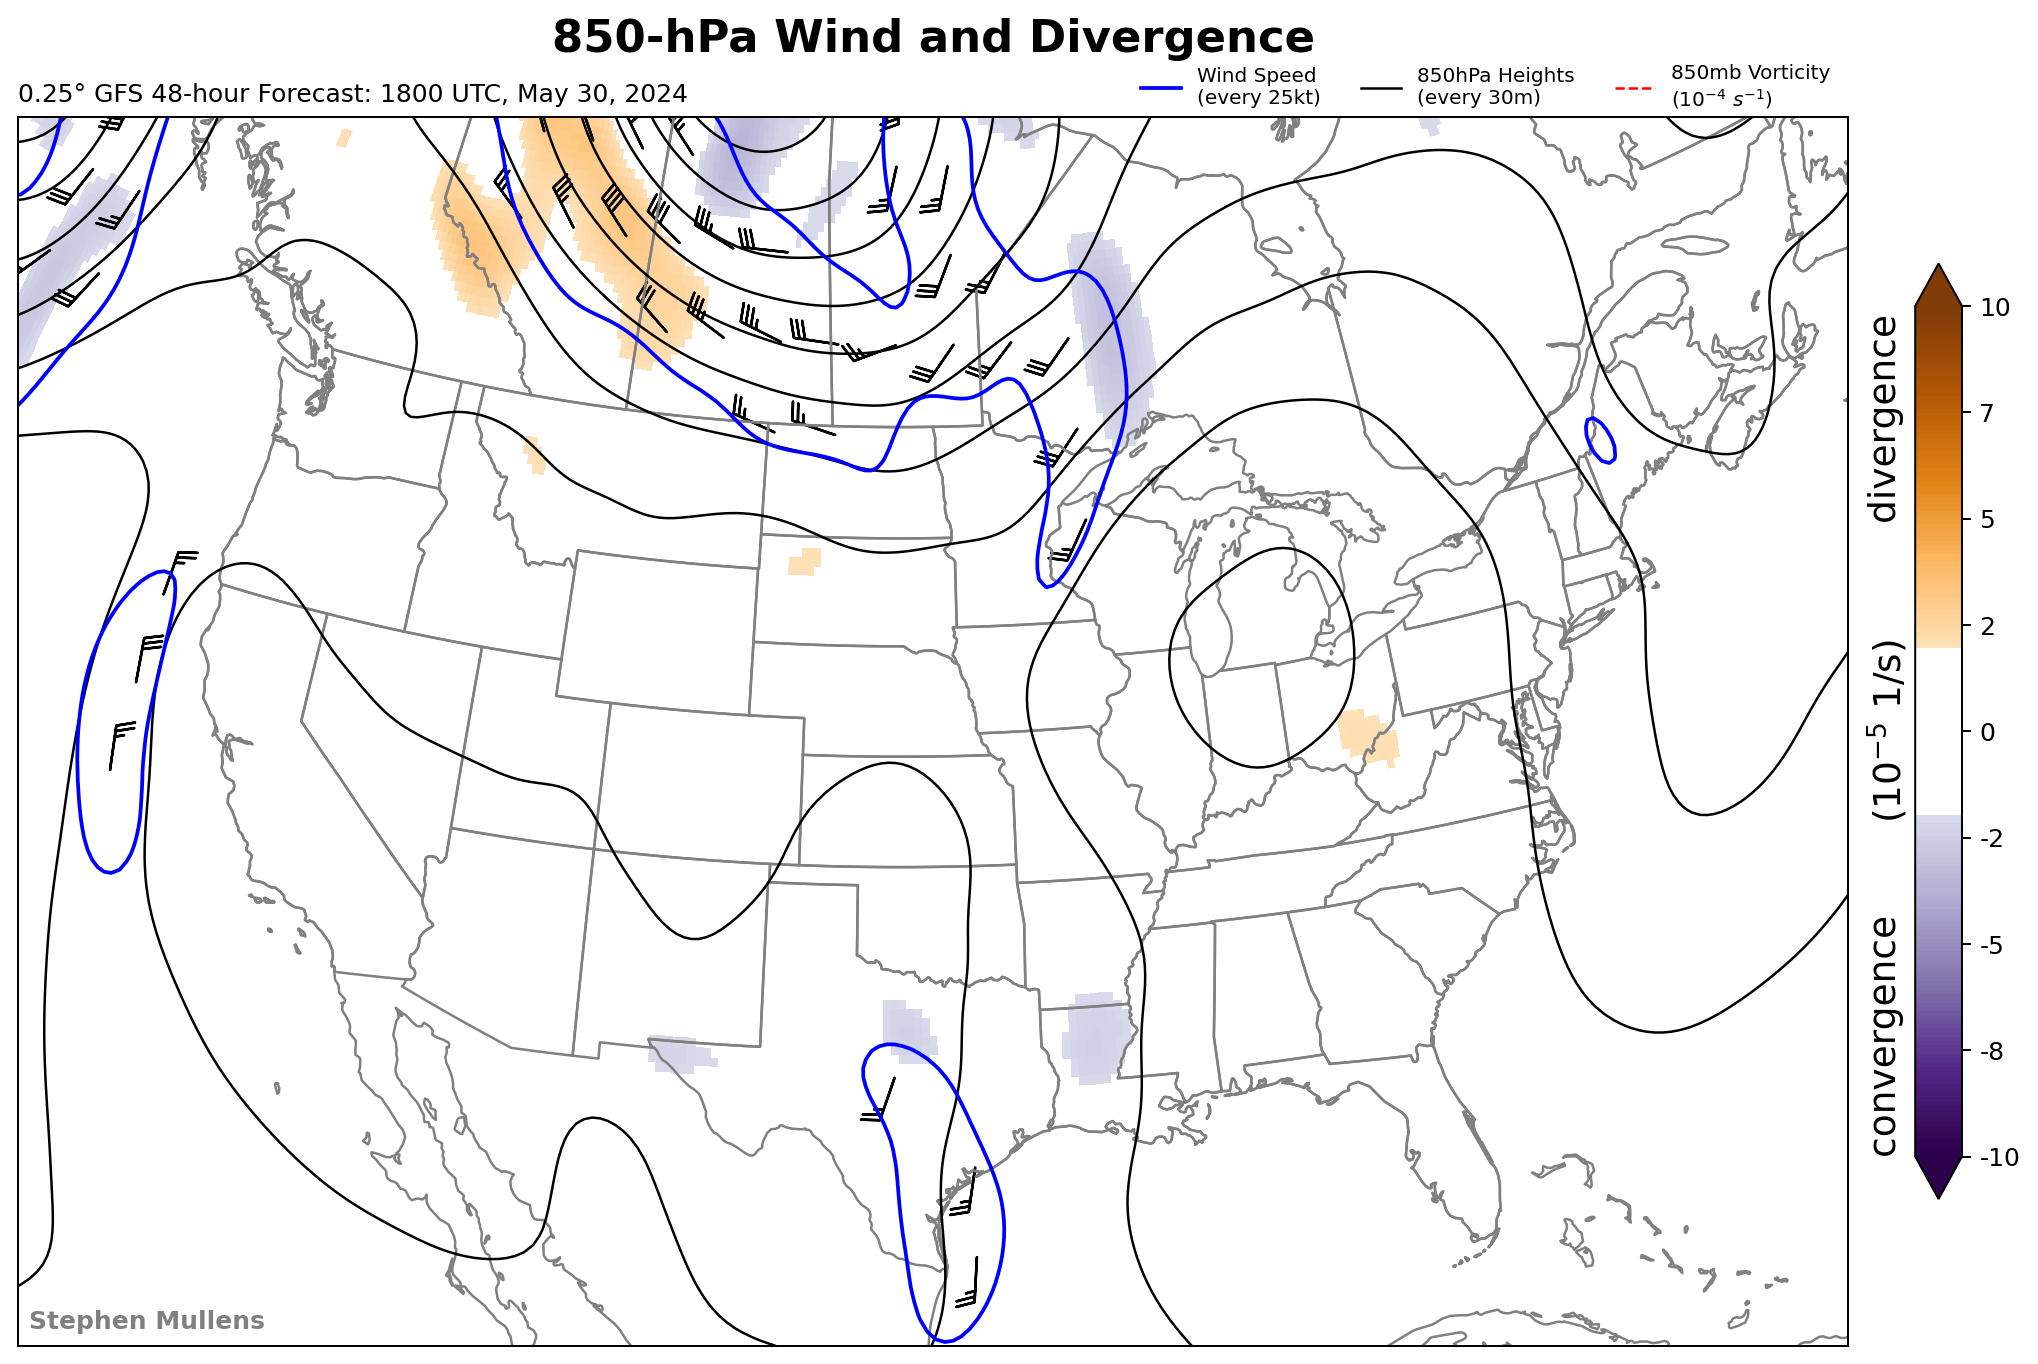 850-hPa Wind and Divergence
0.25° GFS 48-hour Forecast: 1800 UTC, May 30, 2024
Wind Speed
(every 25kt)
850hPa Heights
(every 30m)
850mb Vorticity
(10⁻⁴ s⁻¹)
10
7
5
2
0
-2
-5
-8
-10
convergence (10⁻⁵ 1/s) divergence
Stephen Mullens